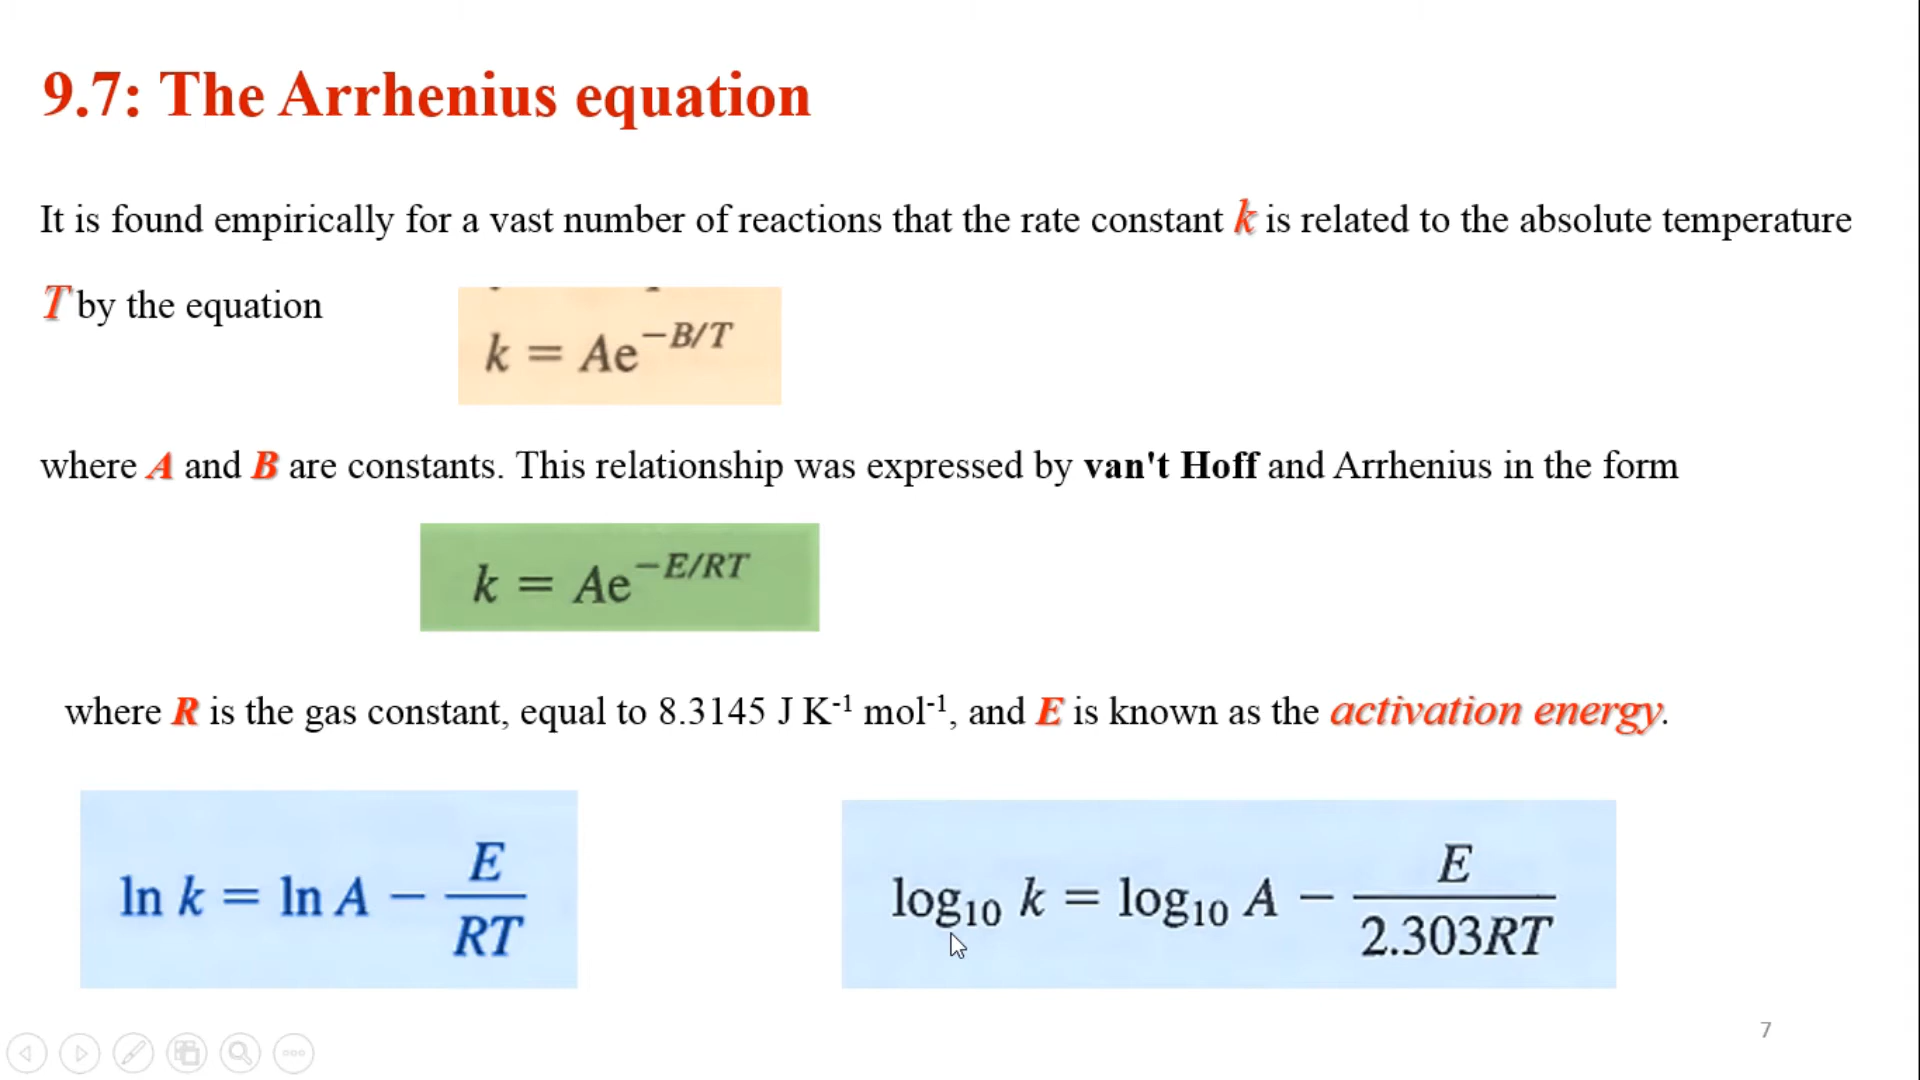 9.7: The Arrhenius equation
It is found empirically for a vast number of reactions that the rate constant k is related to the absolute temperature
T by the equation
k = Ae^−B/T
where A and B are constants. This relationship was expressed by van't Hoff and Arrhenius in the form
k = Ae^−E/RT
where R is the gas constant, equal to 8.3145 J K⁻¹ mol⁻¹, and E is known as the activation energy.
ln k = ln A − E/RT
log₁₀ k = log₁₀ A − E/2.303RT
7